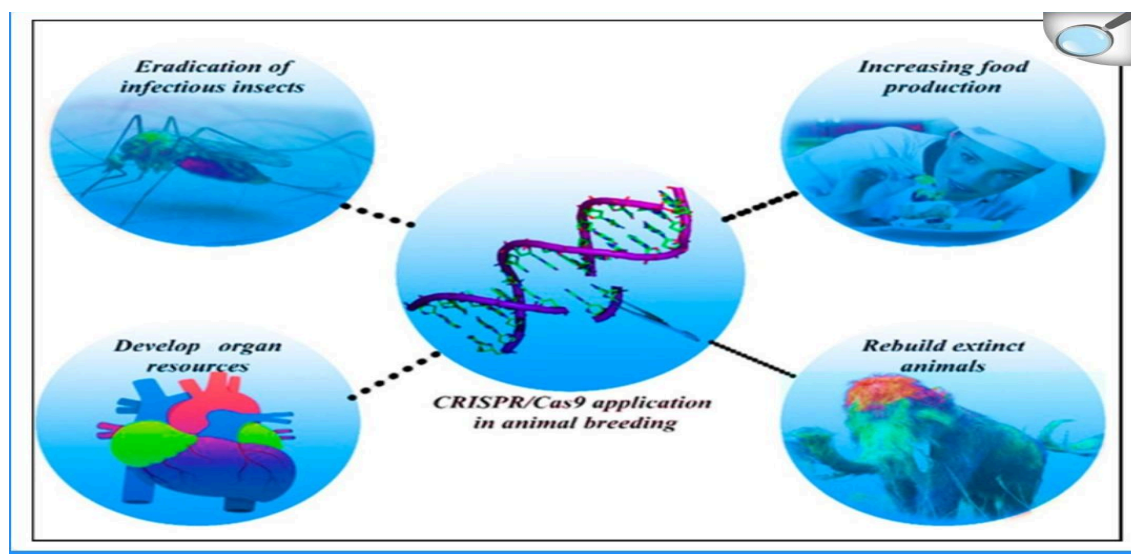 Eradication of
infectious insects
Increasing food
production
Develop organ
resources
CRISPR/Cas9 application
in animal breeding
Rebuild extinct
animals